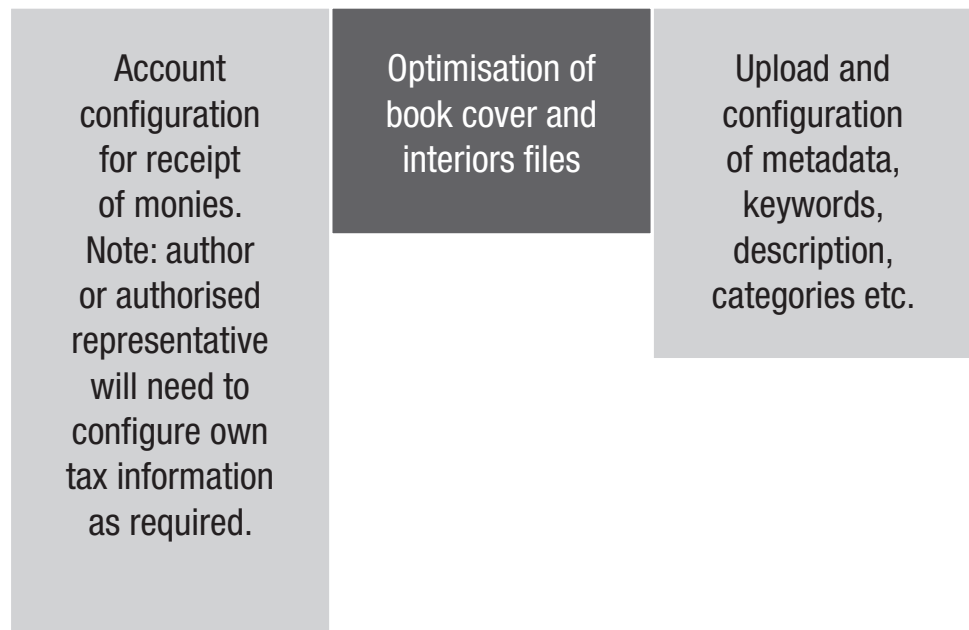 Account
configuration
for receipt
of monies.
Note: author
or authorised
representative
will need to
configure own
tax information
as required.
Optimisation of
book cover and
interiors files
Upload and
configuration
of metadata,
keywords,
description,
categories etc.